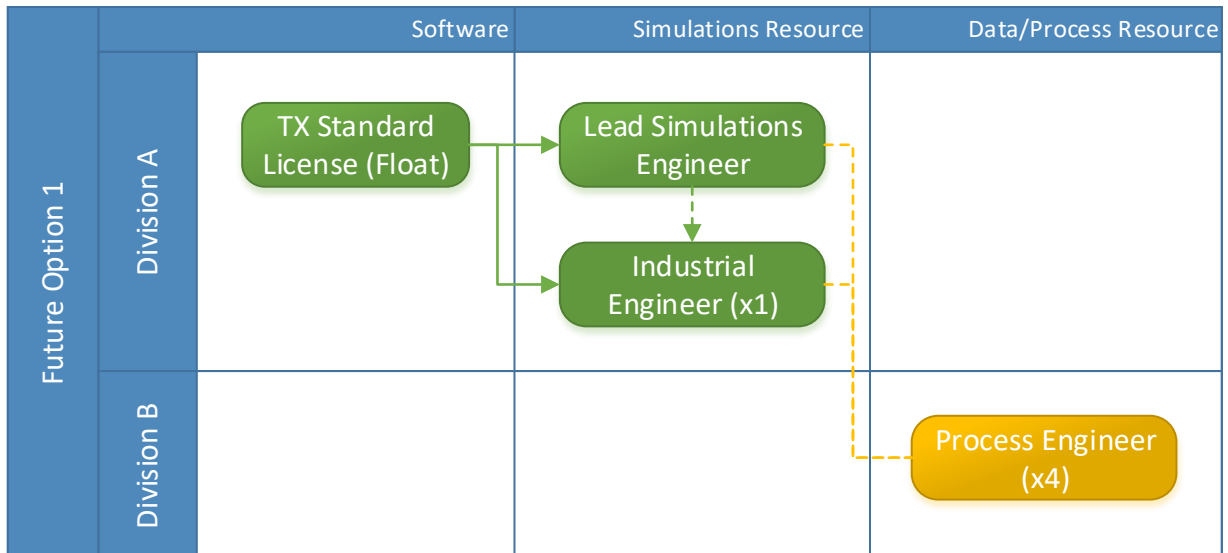 Software
Simulations Resource
Data/Process Resource
Future Option 1
Division A
TX Standard
License (Float)
Lead Simulations
Engineer
Industrial
Engineer (x1)
Division B
Process Engineer
(x4)